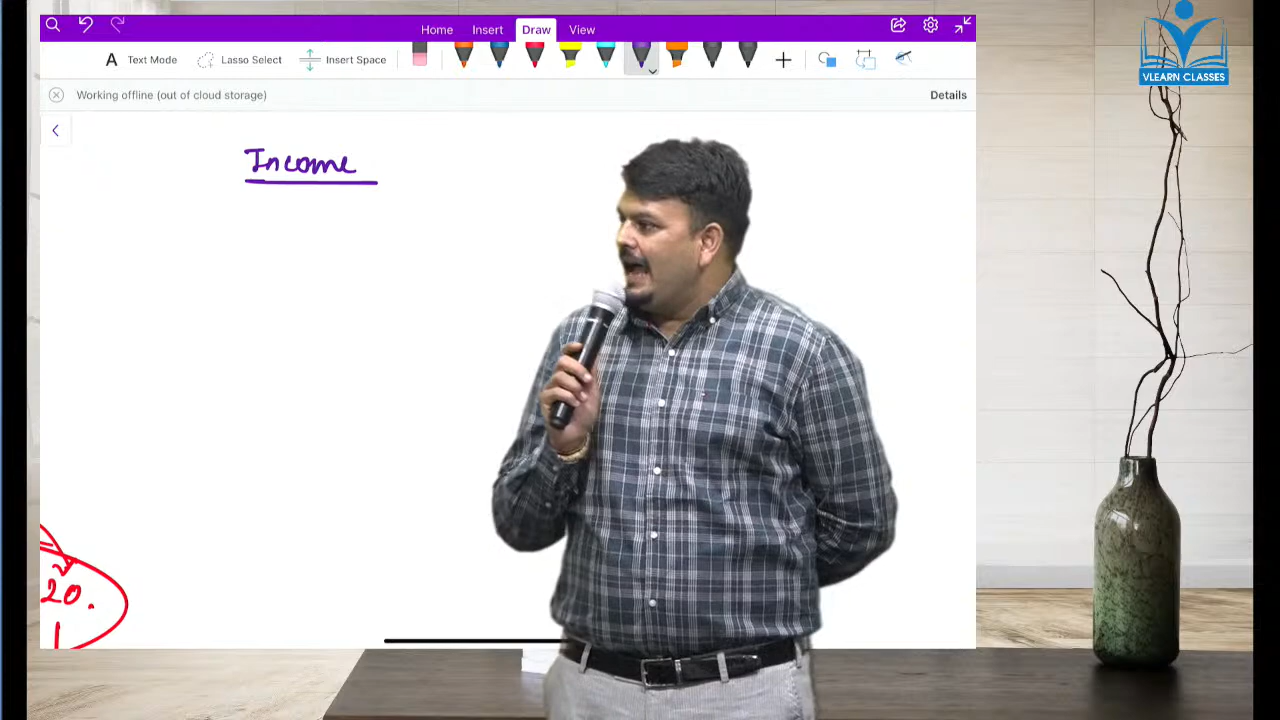 Home Insert Draw View
VLEARN CLASSES
A Text Mode Lasso Select Insert Space
Working offline (out of cloud storage) Details
Income
20.